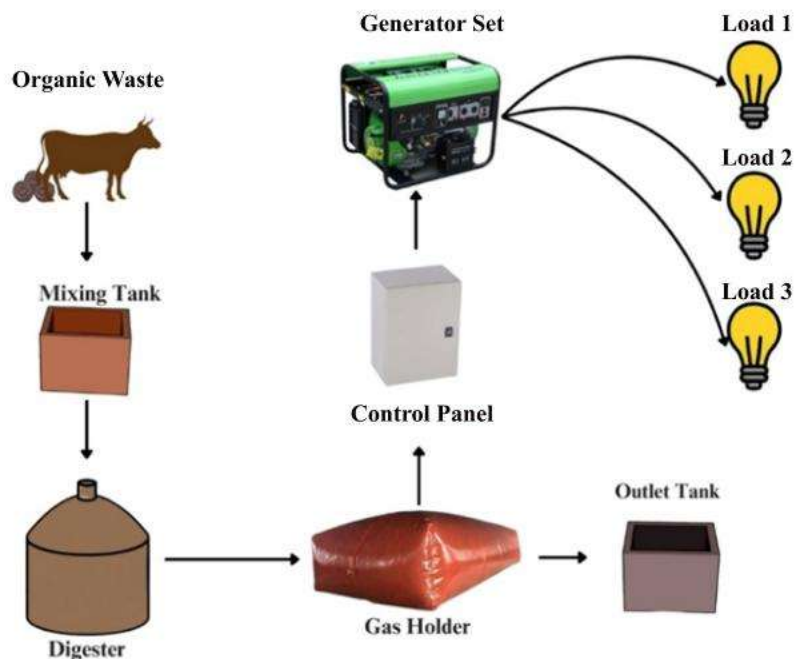 Generator Set
Load 1
Organic Waste
Load 2
Mixing Tank
Load 3
Control Panel
Outlet Tank
Gas Holder
Digester